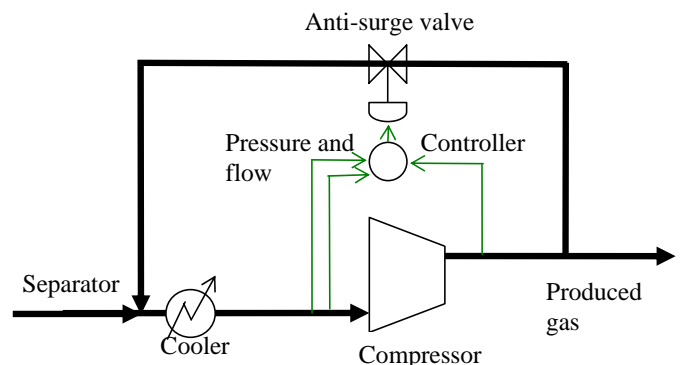 Anti-surge valve
Pressure and
flow
Controller
Separator
Cooler
Compressor
Produced
gas